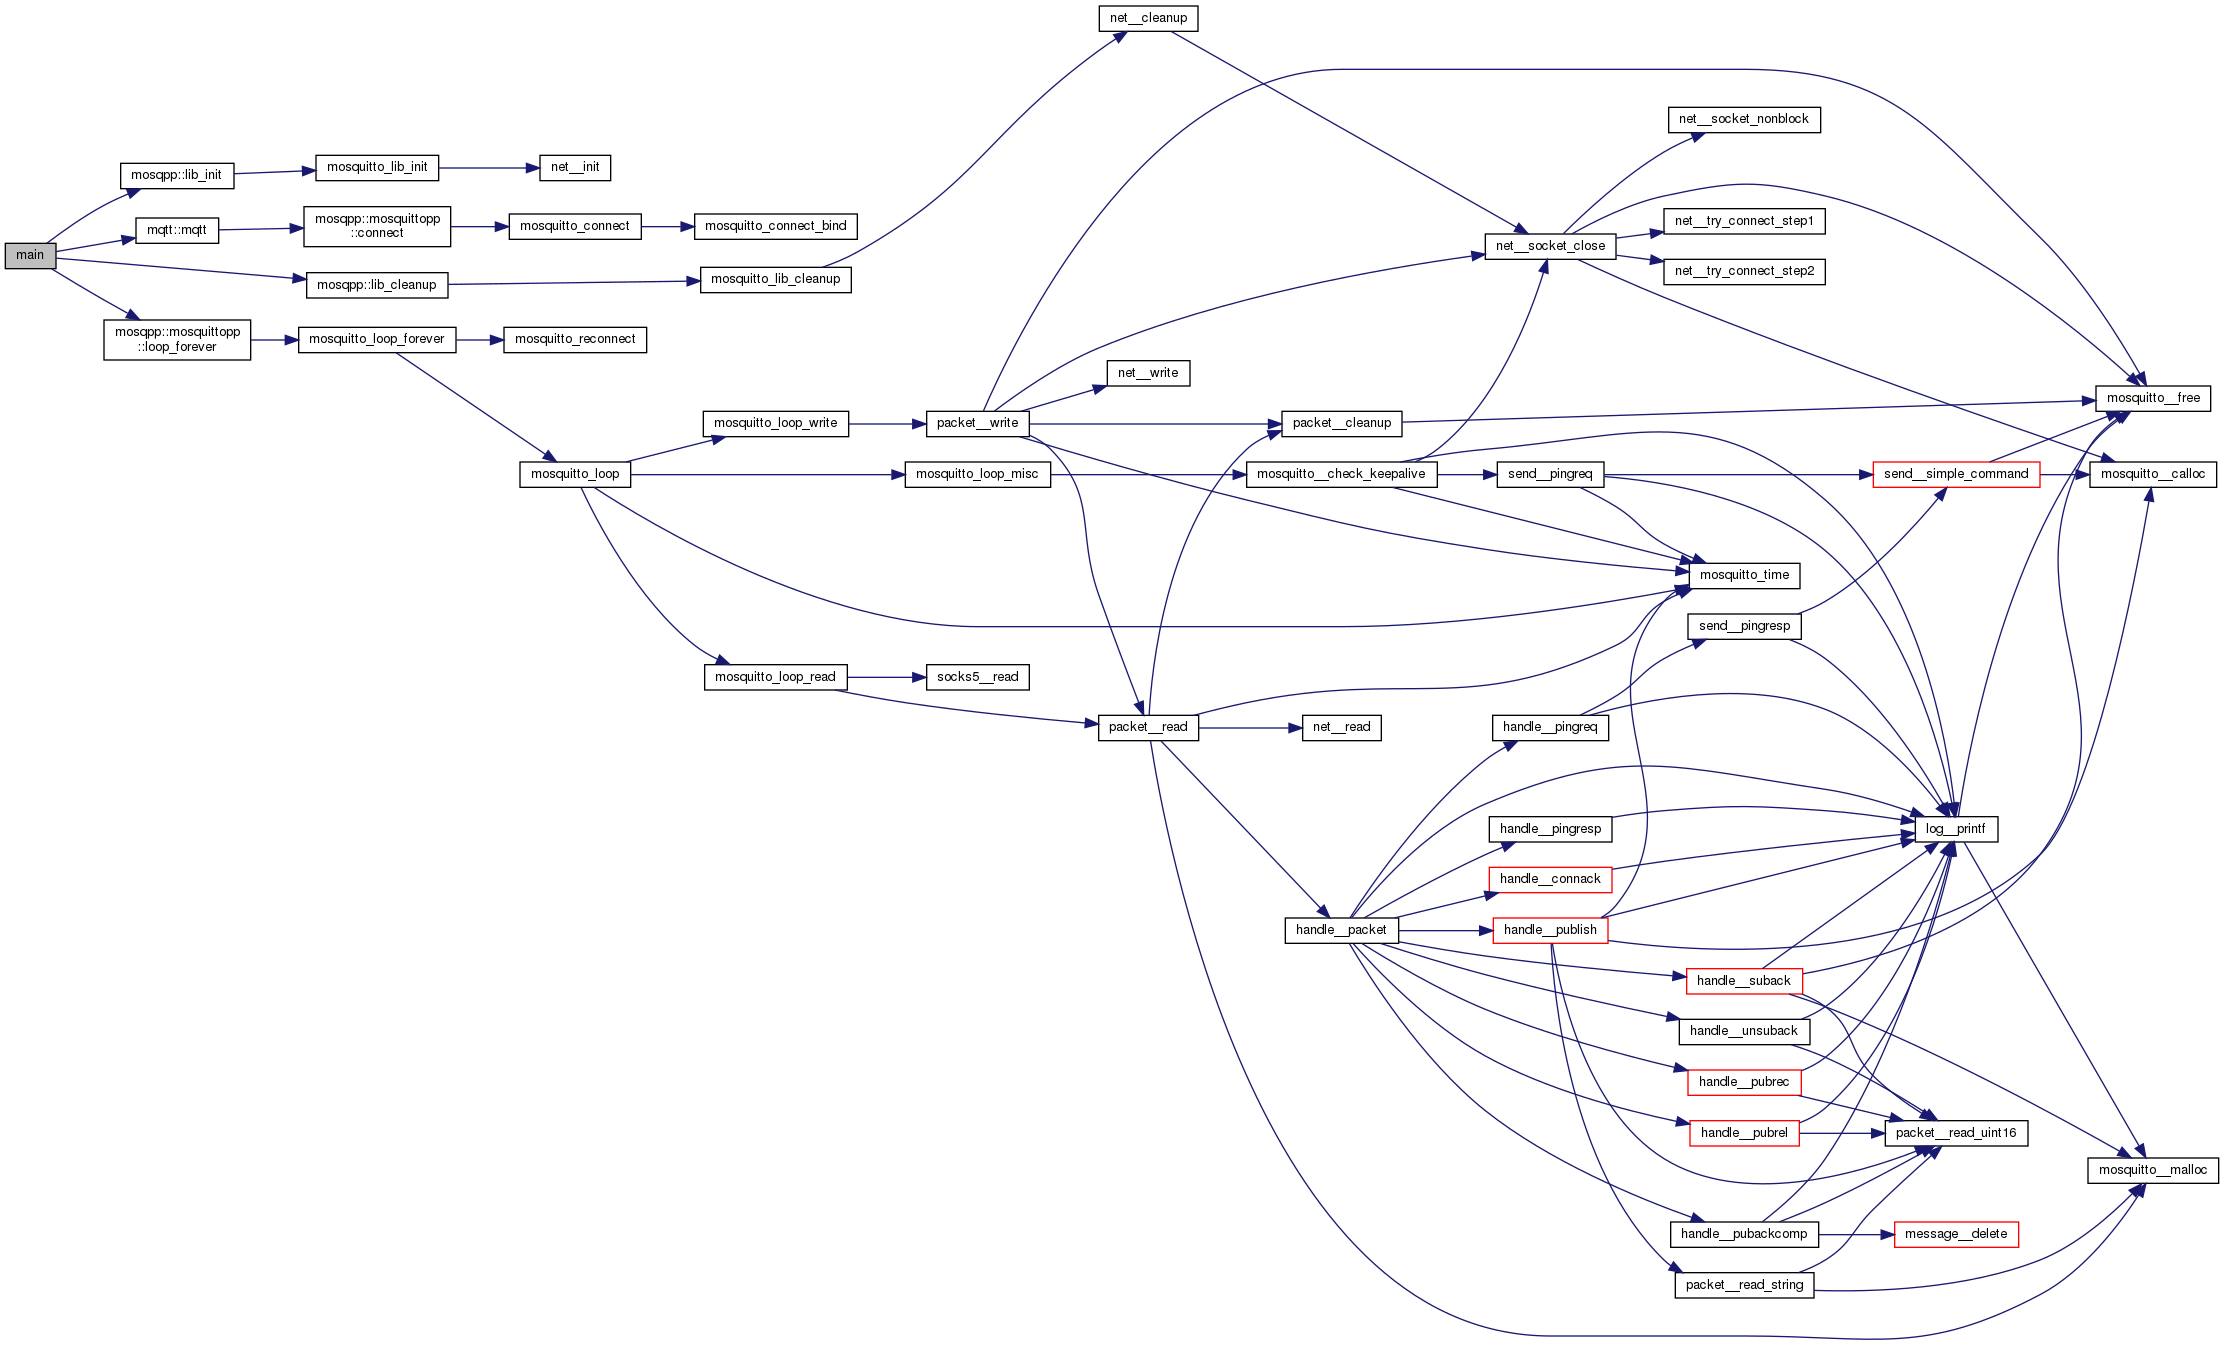 net__cleanup
net__socket_nonblock
mosqpp::lib_init
mosquitto_lib_init
net__init
mqtt::mqtt
mosqpp::mosquittopp
::connect
mosquitto_connect
mosquitto_connect_bind
net__try_connect_step1
main
net__socket_close
net__try_connect_step2
mosqpp::lib_cleanup
mosquitto_lib_cleanup
mosqpp::mosquittopp
::loop_forever
mosquitto_loop_forever
mosquitto_reconnect
net__write
mosquitto__free
mosquitto_loop_write
packet__write
packet__cleanup
mosquitto_loop
mosquitto_loop_misc
mosquitto__check_keepalive
send__pingreq
send__simple_command
mosquitto__calloc
mosquitto_time
send__pingresp
mosquitto_loop_read
socks5__read
packet__read
net__read
handle__pingreq
handle__pingresp
log__printf
handle__connack
handle__packet
handle__publish
handle__suback
handle__unsuback
handle__pubrec
handle__pubrel
packet__read_uint16
mosquitto__malloc
handle__pubackcomp
message__delete
packet__read_string